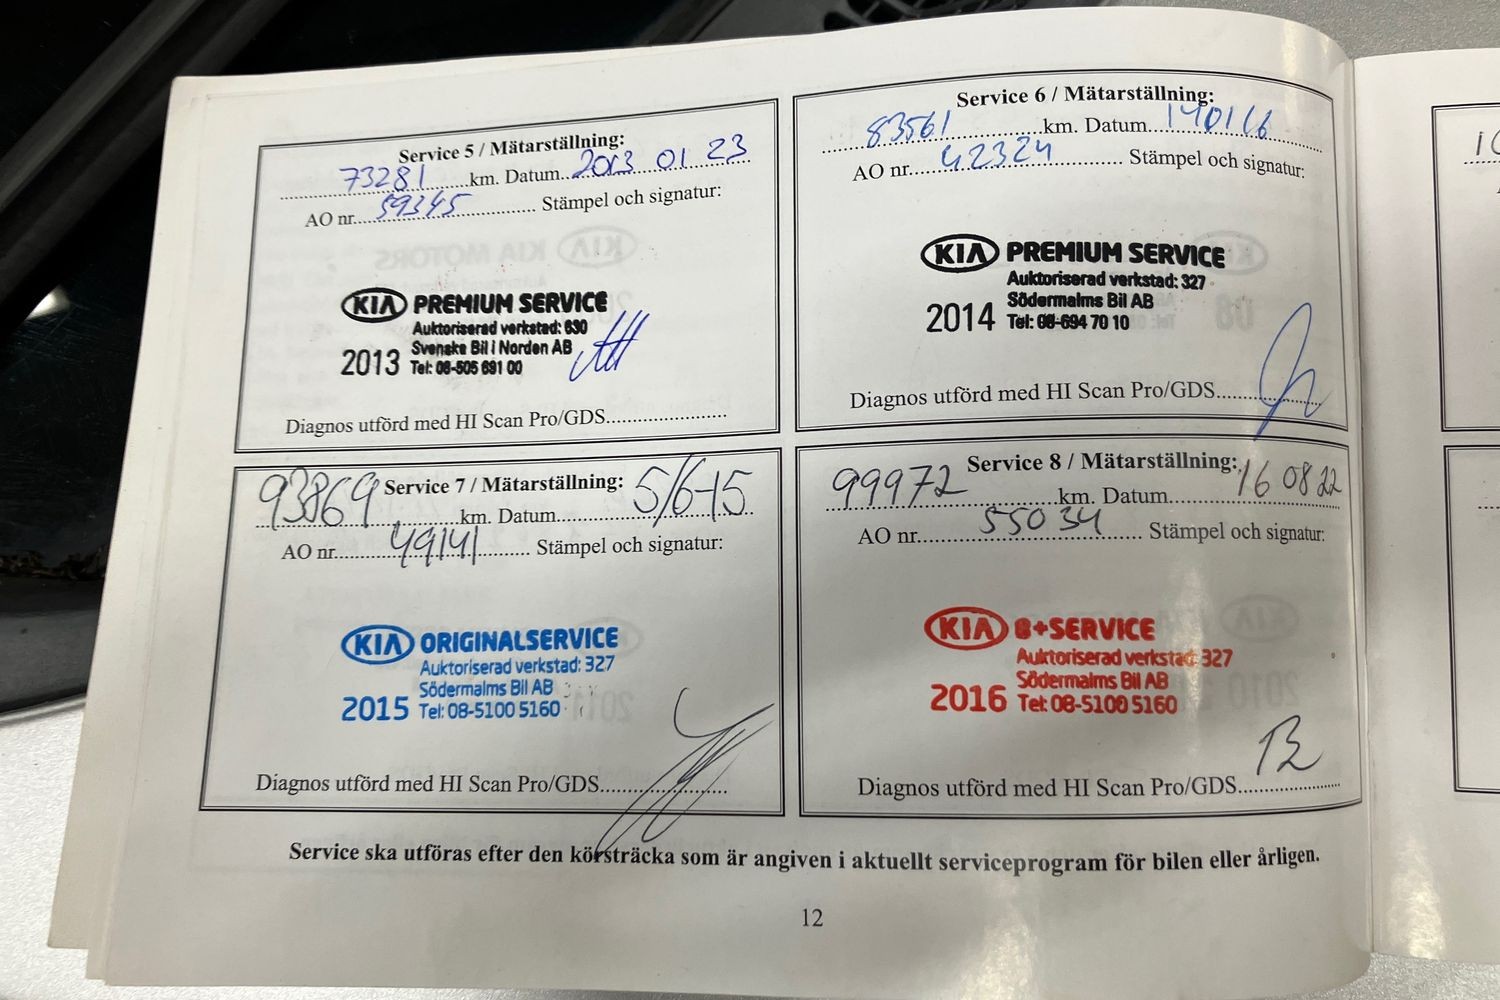 Service 5 / Mätarställning:
73281 km. Datum 2013 01 23
AO nr. 59345 Stämpel och signatur:
KIA PREMIUM SERVICE
Auktoriserad verkstad: 630
Svenska Bil i Norden AB
2013 Tel: 08-505 691 00
Diagnos utförd med HI Scan Pro/GDS
Service 6 / Mätarställning:
83561 km. Datum 140116
AO nr. 42324 Stämpel och signatur:
KIA PREMIUM SERVICE
Auktoriserad verkstad: 327
Södermalms Bil AB
2014 Tel: 08-694 70 10
Diagnos utförd med HI Scan Pro/GDS
Service 7 / Mätarställning:
93869 km. Datum 5/6-15
AO nr. 49141 Stämpel och signatur:
KIA ORIGINALSERVICE
Auktoriserad verkstad: 327
Södermalms Bil AB
2015 Tel: 08-5100 5160
Diagnos utförd med HI Scan Pro/GDS
Service 8 / Mätarställning:
99972 km. Datum 160822
AO nr. 55034 Stämpel och signatur:
KIA 6+SERVICE
Auktoriserad verkstad: 327
Södermalms Bil AB
2016 Tel: 08-5100 5160
Diagnos utförd med HI Scan Pro/GDS
Service ska utföras efter den körsträcka som är angiven i aktuellt serviceprogram för bilen eller årligen.
12